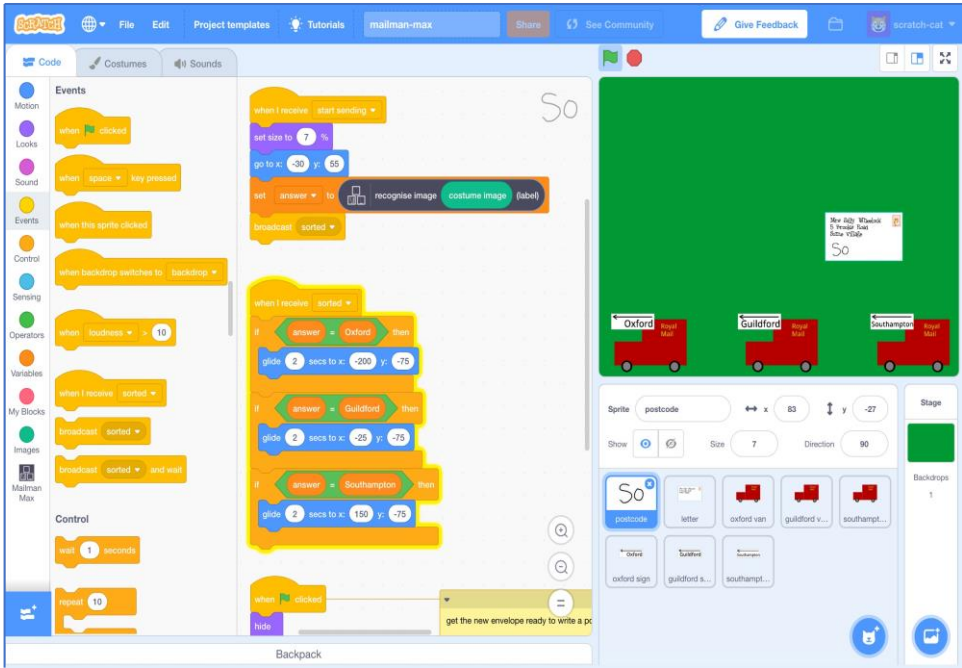 SCRATCH
File
Edit
Project templates
Tutorials
mailman-max
Share
See Community
Give Feedback
scratch-cat
Code
Costumes
Sounds
Motion
Looks
Sound
Events
Control
Sensing
Operators
Variables
My Blocks
Images
Mailman
Max
Events
when clicked
when space key pressed
when this sprite clicked
when backdrop switches to backdrop
when loudness > 10
when I receive sorted
broadcast sorted
broadcast sorted and wait
Control
wait 1 seconds
repeat 10
when I receive start sending
set size to 7 %
go to x: -30 y: 55
set answer to recognise image costume image (label)
broadcast sorted
So
when I receive sorted
if answer = Oxford then
glide 2 secs to x: -200 y: -75
if answer = Guildford then
glide 2 secs to x: -25 y: -75
if answer = Southampton then
glide 2 secs to x: 150 y: -75
when clicked
hide
get the new envelope ready to write a po
Backpack
5
Road
Village
So
Oxford
Royal
Mail
Guildford
Royal
Mail
Southampton
Royal
Mail
Sprite
postcode
x
83
y
-27
Show
Size
7
Direction
90
Stage
Backdrops
1
So
postcode
letter
oxford van
guildford v...
southampt...
Oxford
Guildford
Southampton
oxford sign
guildford s...
southampt...